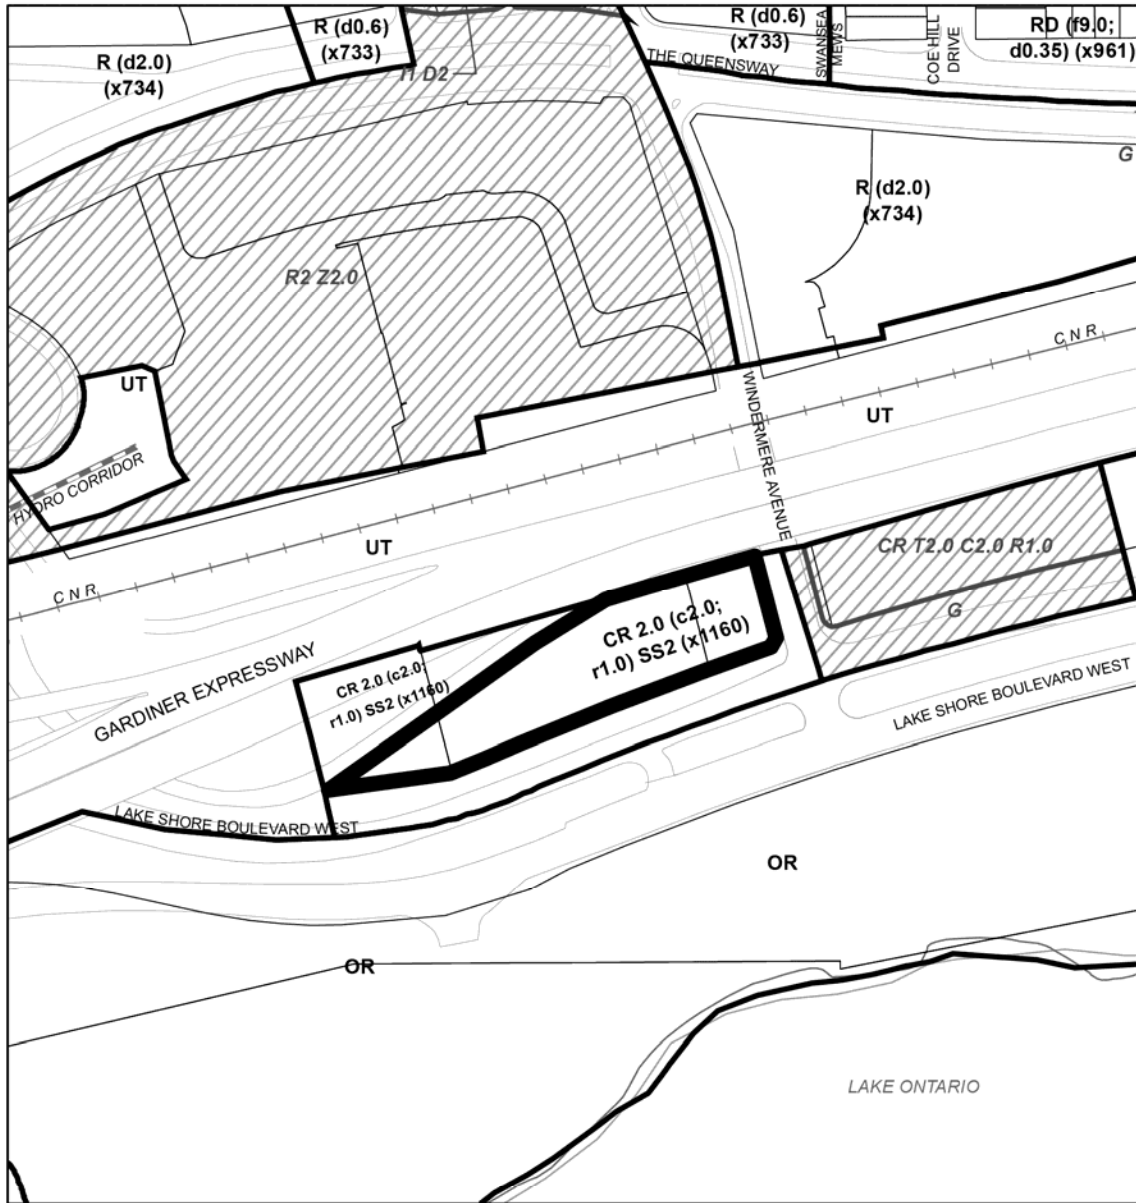 R (d0.6)
(x733)
R (d2.0)
(x734)
I1 D2
R (d0.6)
(x733)
THE QUEENSWAY
SWANSEA
MEWS
COE HILL
DRIVE
RD (f9.0;
d0.35) (x961)
G
R (d2.0)
(x734)
R2 Z2.0
UT
HYDRO CORRIDOR
C N R
WINDERMERE AVENUE
UT
UT
C N R
CR T2.0 C2.0 R1.0
G
CR 2.0 (c2.0;
r1.0) SS2 (x1160)
CR 2.0 (c2.0;
r1.0) SS2 (x1160)
GARDINER EXPRESSWAY
LAKE SHORE BOULEVARD WEST
LAKE SHORE BOULEVARD WEST
OR
OR
LAKE ONTARIO